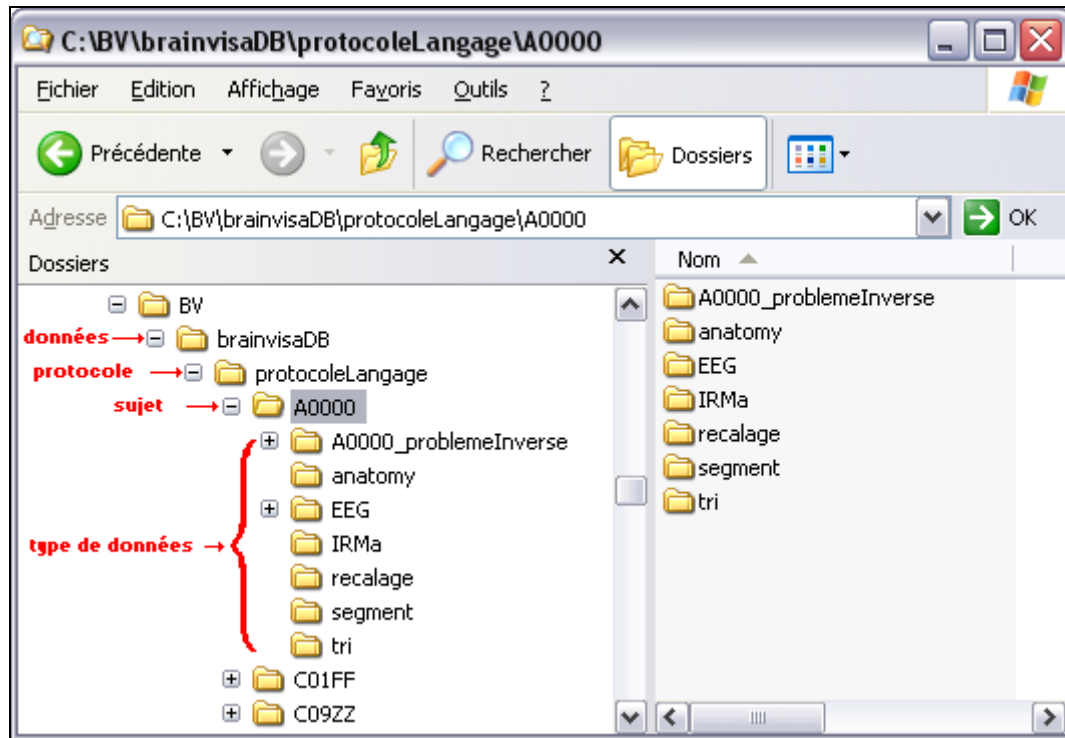 C:\BV\brainvisaDB\protocoleLangage\A0000
Fichier Edition Affichage Favoris Outils ?
Précédente Rechercher Dossiers
Adresse C:\BV\brainvisaDB\protocoleLangage\A0000 OK
Dossiers
BV
données brainvisaDB
protocole protocoleLangage
sujet A0000
A0000_problemeInverse
anatomy
EEG
type de données IRMa
recalage
segment
tri
C01FF
C09ZZ
Nom
A0000_problemeInverse
anatomy
EEG
IRMa
recalage
segment
tri